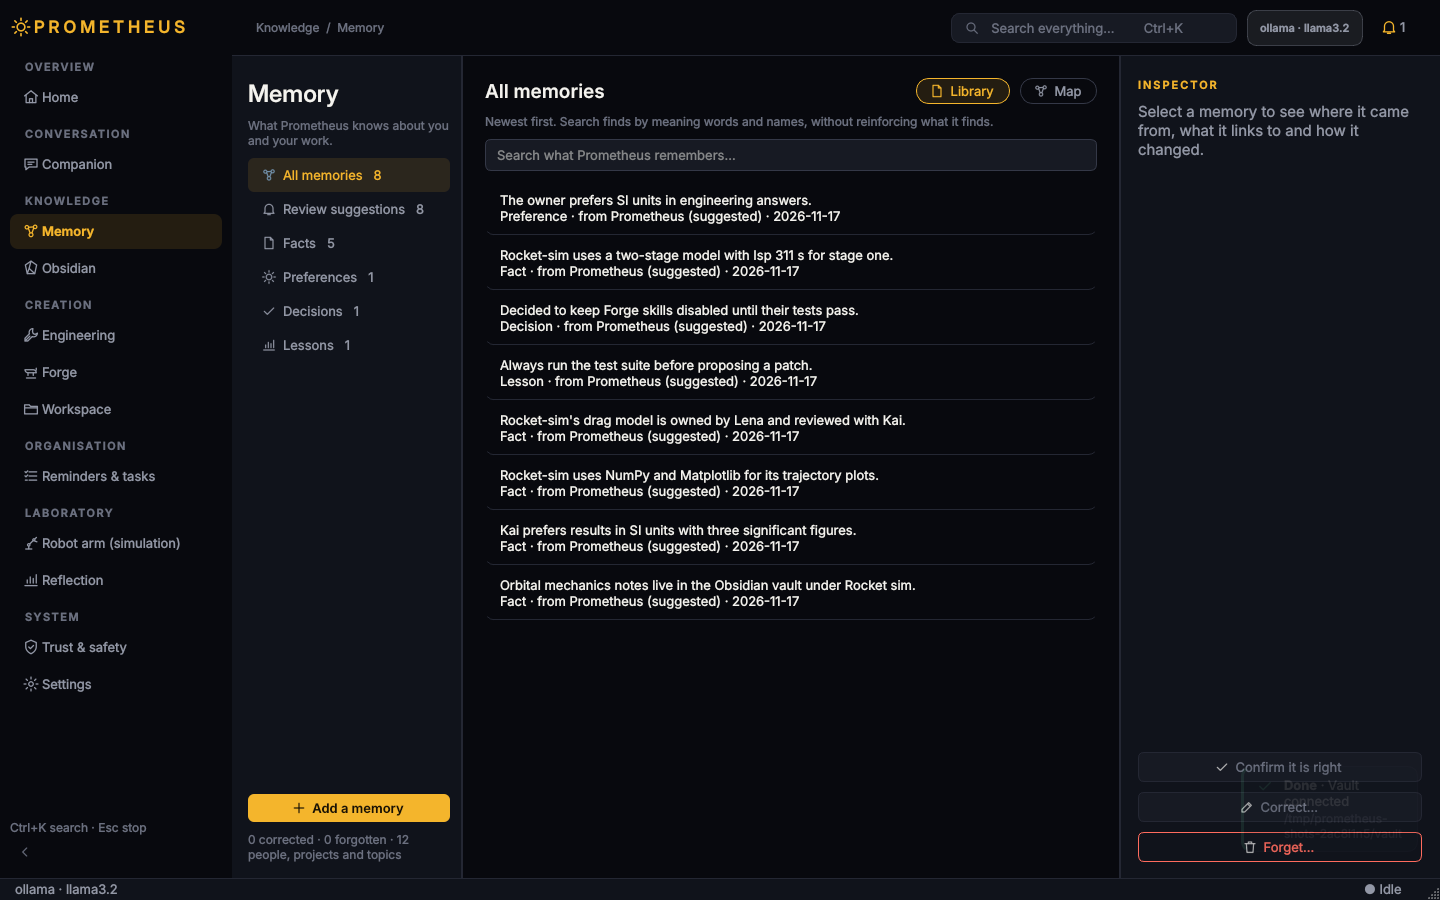 PROMETHEUS
OVERVIEW
Home
CONVERSATION
Companion
KNOWLEDGE
Memory
Obsidian
CREATION
Engineering
Forge
Workspace
ORGANISATION
Reminders & tasks
LABORATORY
Robot arm (simulation)
Reflection
SYSTEM
Trust & safety
Settings
Ctrl+K search · Esc stop
Knowledge / Memory
Search everything... Ctrl+K
ollama · llama3.2
1
Memory
What Prometheus knows about you
and your work.
All memories 8
Review suggestions 8
Facts 5
Preferences 1
Decisions 1
Lessons 1
Add a memory
0 corrected · 0 forgotten · 12
people, projects and topics
All memories
Library
Map
Newest first. Search finds by meaning words and names, without reinforcing what it finds.
Search what Prometheus remembers...
The owner prefers SI units in engineering answers.
Preference · from Prometheus (suggested) · 2026-11-17
Rocket-sim uses a two-stage model with Isp 311 s for stage one.
Fact · from Prometheus (suggested) · 2026-11-17
Decided to keep Forge skills disabled until their tests pass.
Decision · from Prometheus (suggested) · 2026-11-17
Always run the test suite before proposing a patch.
Lesson · from Prometheus (suggested) · 2026-11-17
Rocket-sim's drag model is owned by Lena and reviewed with Kai.
Fact · from Prometheus (suggested) · 2026-11-17
Rocket-sim uses NumPy and Matplotlib for its trajectory plots.
Fact · from Prometheus (suggested) · 2026-11-17
Kai prefers results in SI units with three significant figures.
Fact · from Prometheus (suggested) · 2026-11-17
Orbital mechanics notes live in the Obsidian vault under Rocket sim.
Fact · from Prometheus (suggested) · 2026-11-17
INSPECTOR
Select a memory to see where it came
from, what it links to and how it
changed.
Confirm it is right
Done · Vault
connected
Correct...
/tmp/prometheus-
Forget...
ollama · llama3.2
Idle